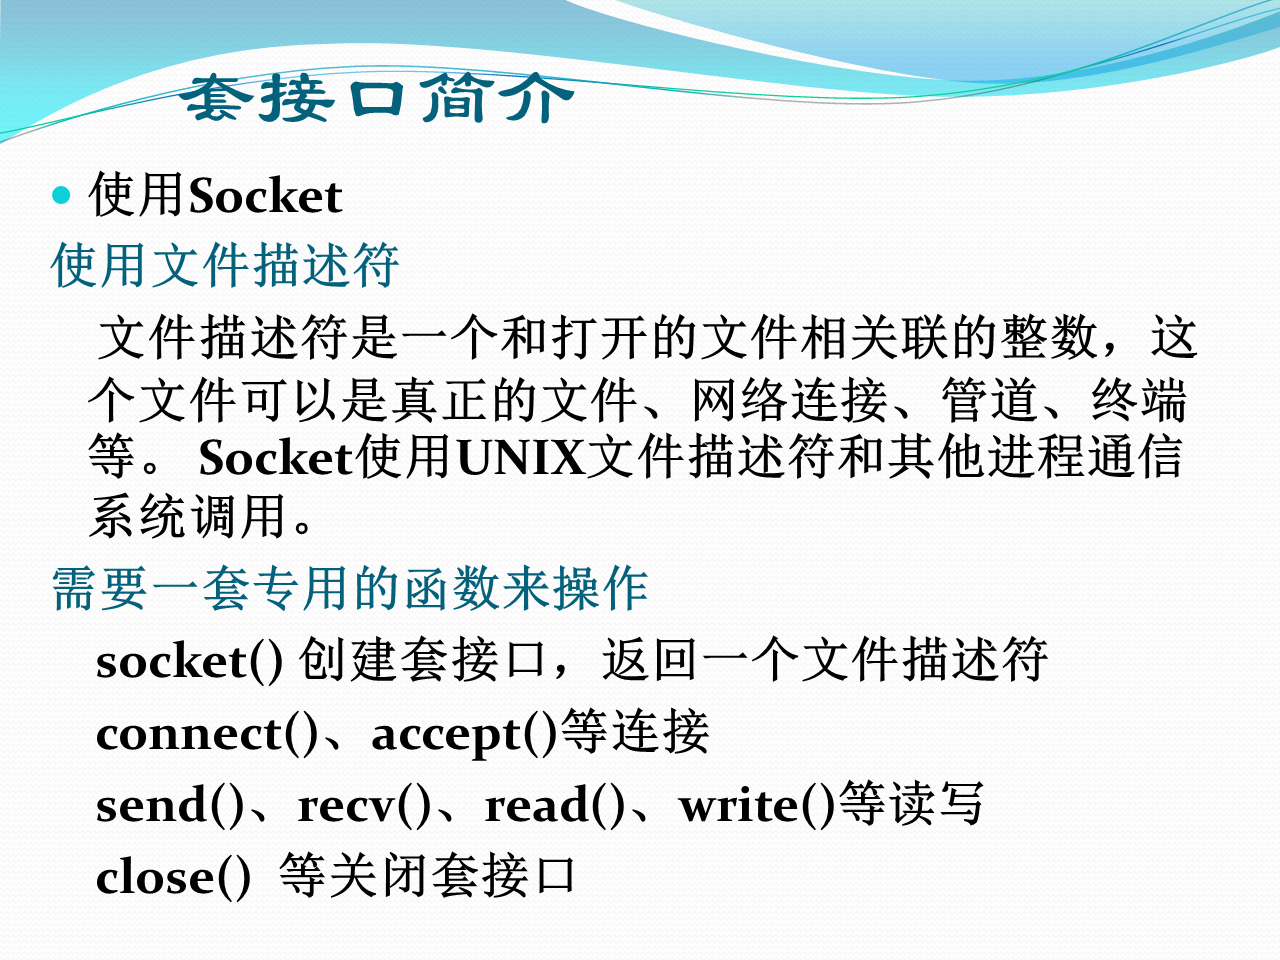 套接口简介
使用Socket
使用文件描述符
文件描述符是一个和打开的文件相关联的整数，这
个文件可以是真正的文件、网络连接、管道、终端
等。 Socket使用UNIX文件描述符和其他进程通信
系统调用。
需要一套专用的函数来操作
socket() 创建套接口，返回一个文件描述符
connect()、accept()等连接
send()、recv()、read()、write()等读写
close() 等关闭套接口